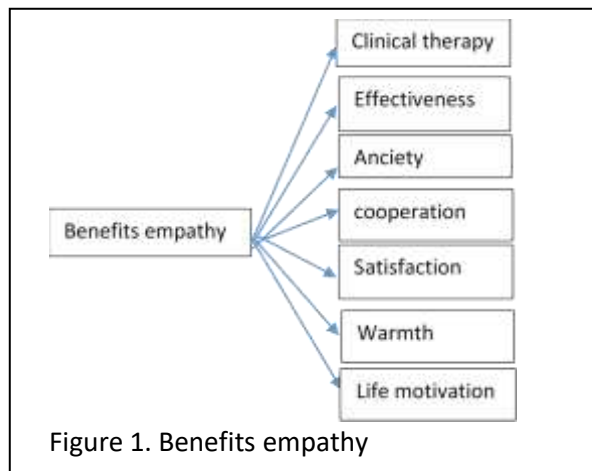 Clinical therapy
Effectiveness
Anciety
cooperation
Benefits empathy
Satisfaction
Warmth
Life motivation
Figure 1. Benefits empathy